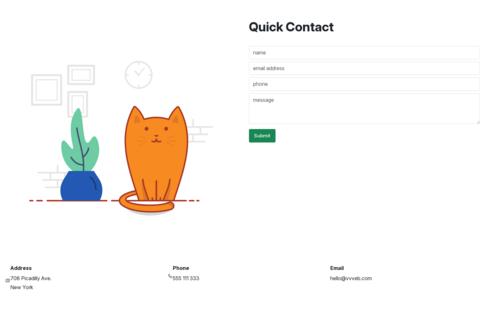 Quick Contact
name
email address
phone
message
Submit
Address
708 Picadilly Ave.
New York
Phone
555 111 333
Email
hello@vvveb.com